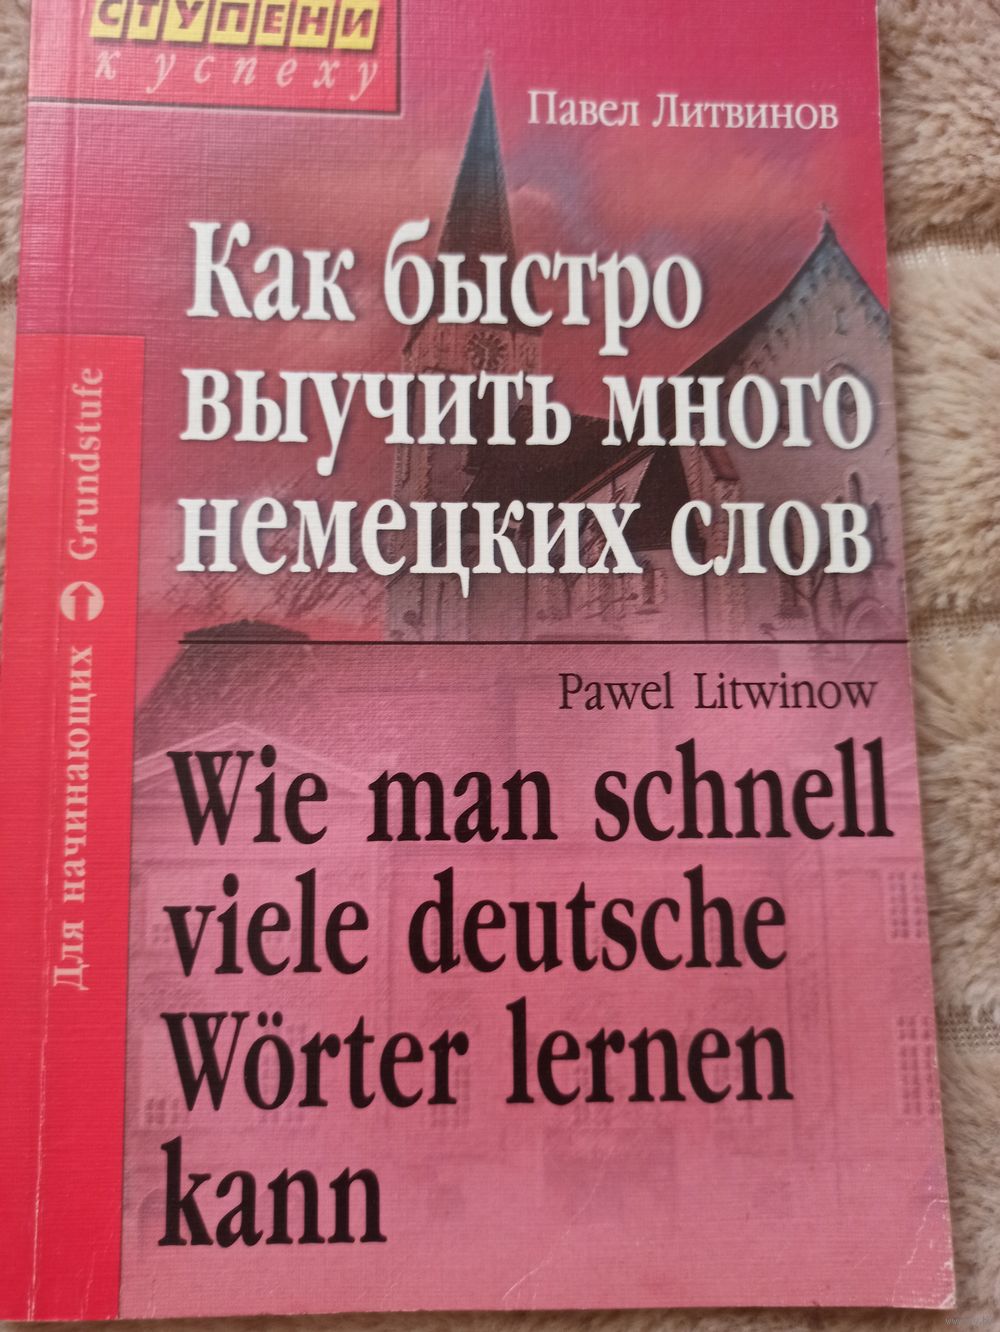 СТУПЕНИ
к успеху
Павел Литвинов
Как быстро
выучить много
немецких слов
Для начинающих Grundstufe
Pawel Litwinow
Wie man schnell
viele deutsche
Wörter lernen
kann